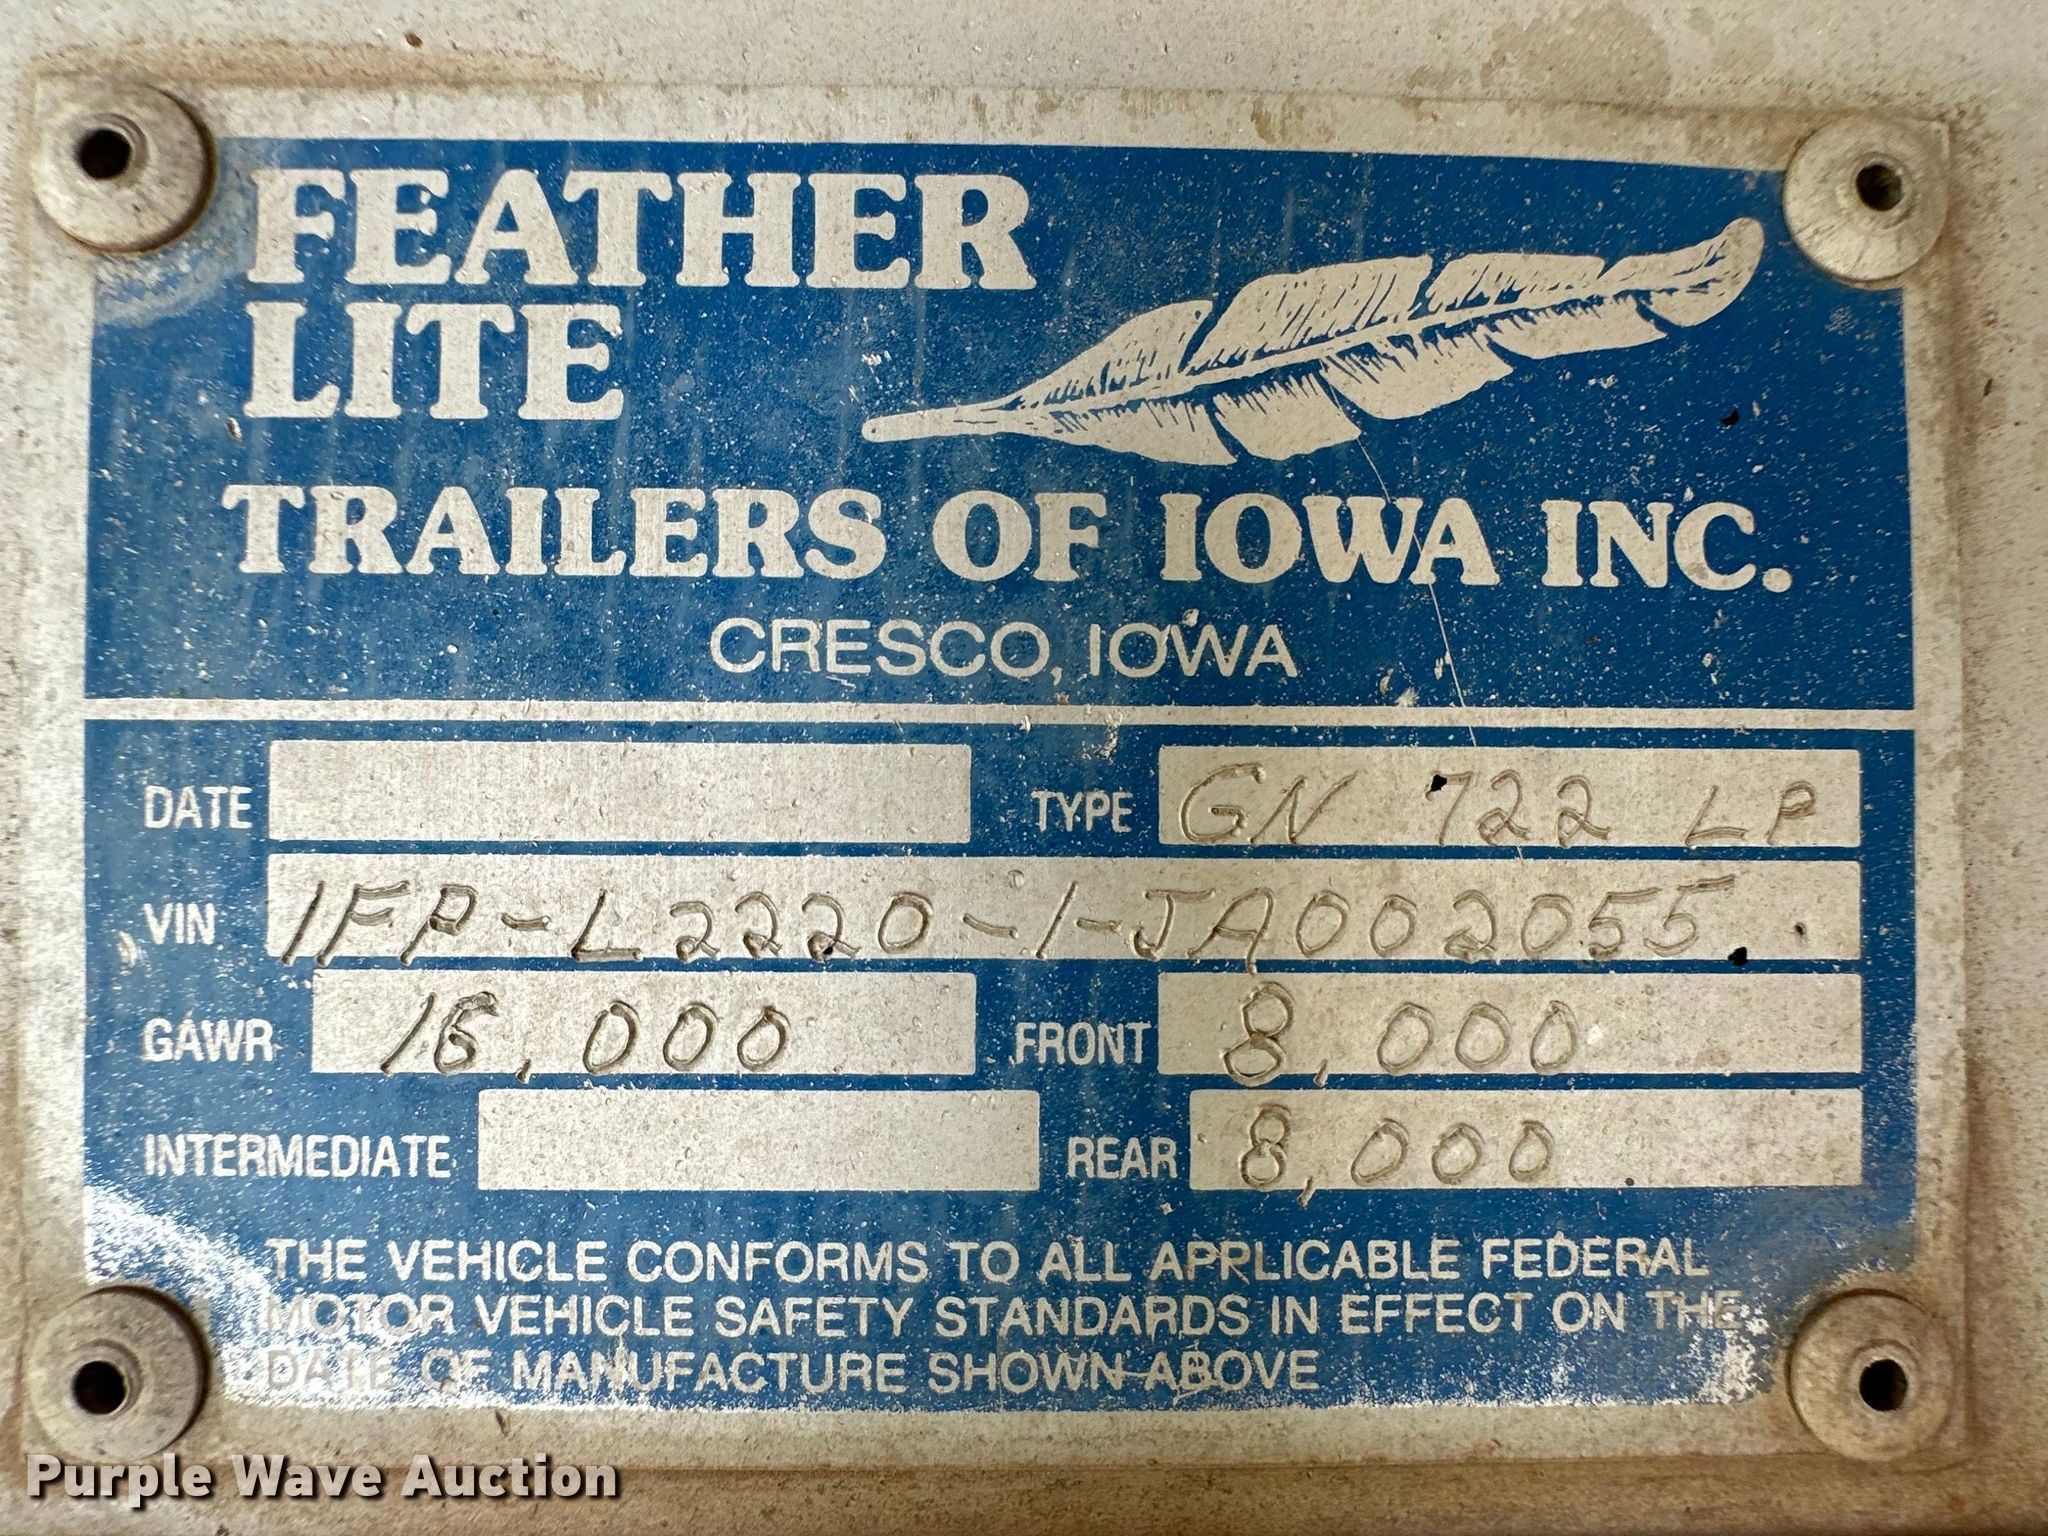 FEATHER
LITE
TRAILERS OF IOWA INC.
CRESCO, IOWA
DATE TYPE GN 722 LP
VIN 1FP-L2220-1-JA002055
GAWR 16,000 FRONT 8,000
INTERMEDIATE REAR 8,000
THE VEHICLE CONFORMS TO ALL APPLICABLE FEDERAL
MOTOR VEHICLE SAFETY STANDARDS IN EFFECT ON THE
DATE OF MANUFACTURE SHOWN ABOVE
Purple Wave Auction